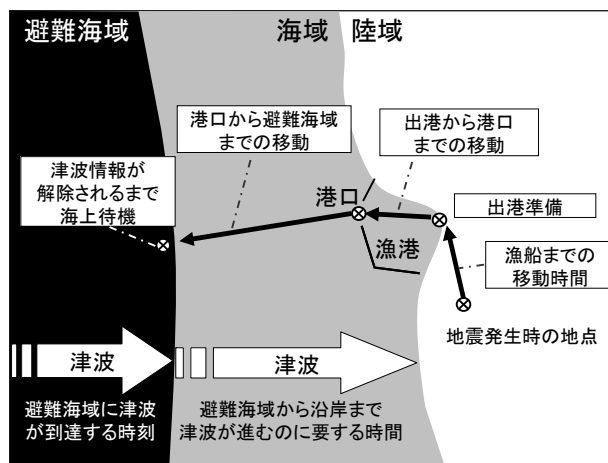 避難海域
海域
陸域
港口から避難海域
までの移動
出港から港口
までの移動
津波情報が
解除されるまで
海上待機
港口
出港準備
漁港
漁船までの
移動時間
地震発生時の地点
津波
津波
避難海域に津波
が到達する時刻
避難海域から沿岸まで
津波が進むのに要する時間